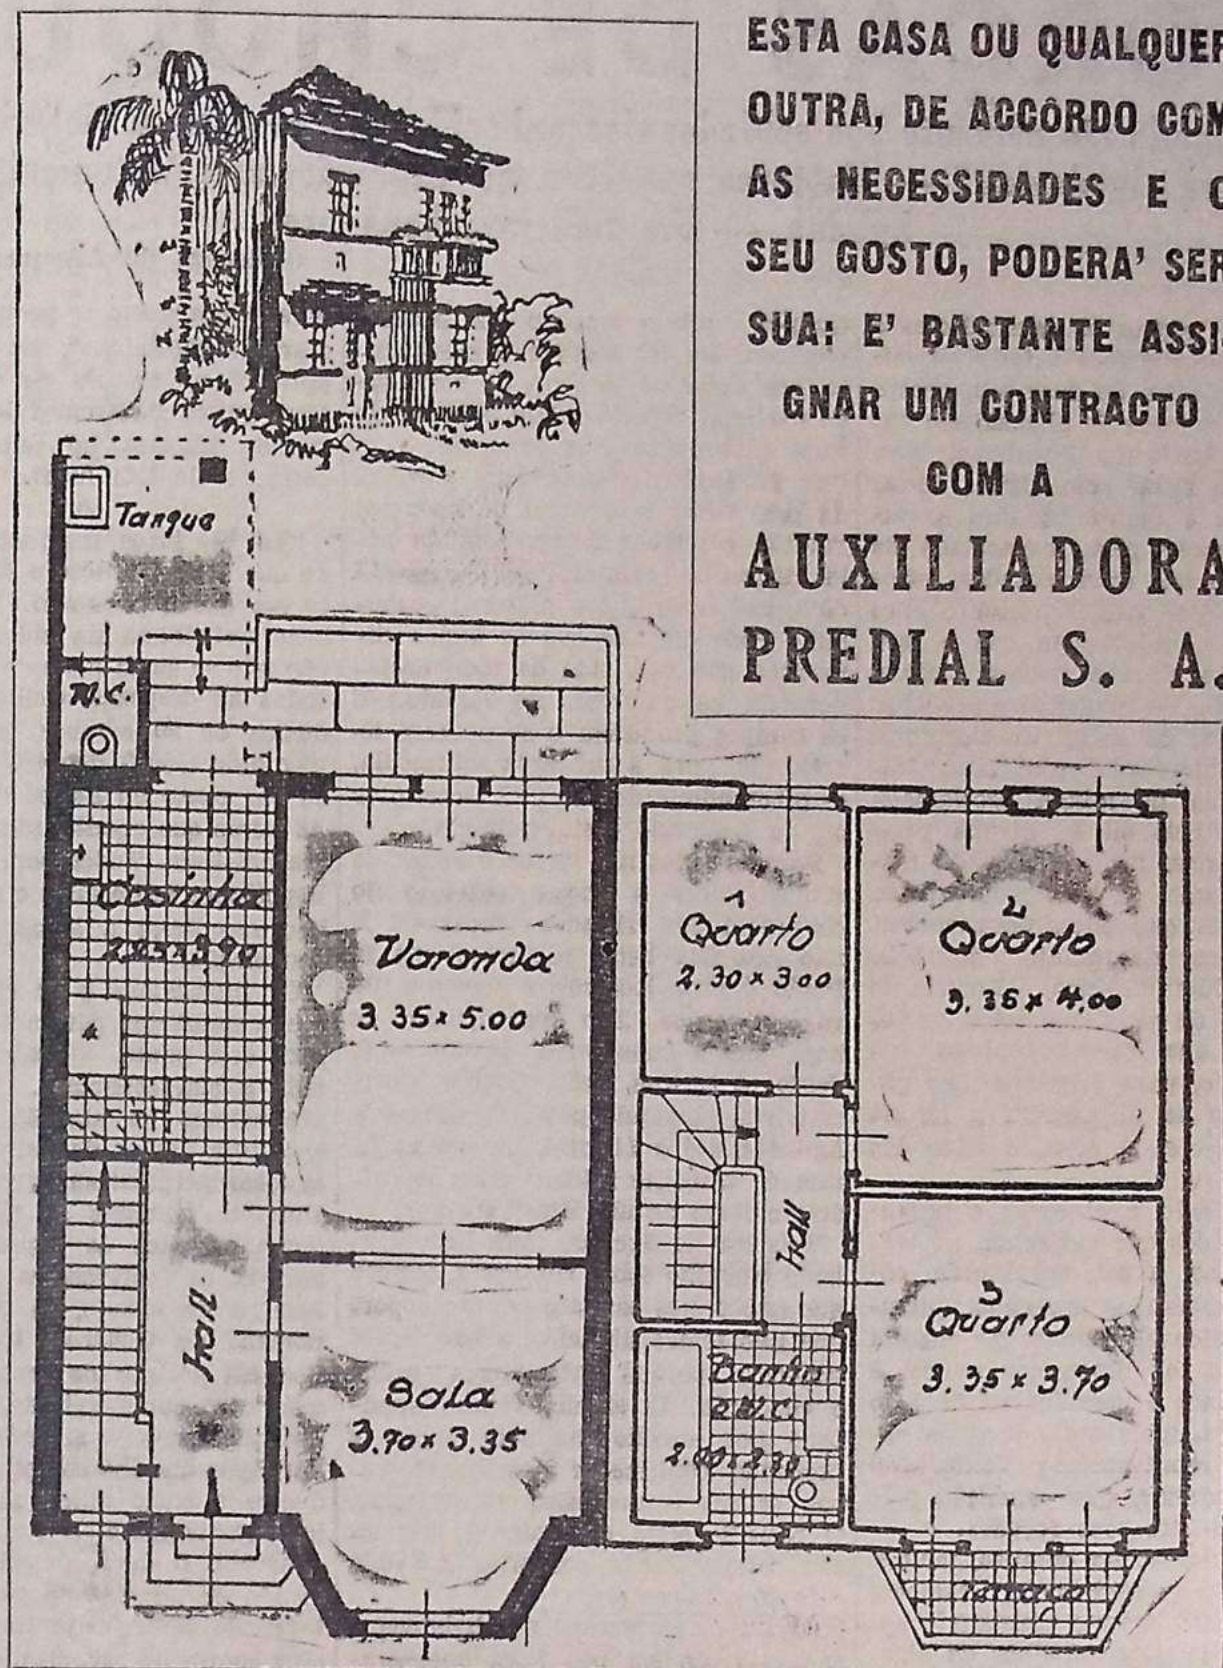 ESTA CASA OU QUALQUER
OUTRA, DE ACCÔRDO COM
AS NECESSIDADES E O
SEU GOSTO, PODERA' SER
SUA: E' BASTANTE ASSI-
GNAR UM CONTRACTO
COM A
AUXILIADORA
PREDIAL S. A.
Tanque
W.C.
Cosinha
Varanda
3.35 x 5.00
Hall
Sala
3.70 x 3.35
1
Quarto
2.30 x 3.00
2
Quarto
3.35 x 4.00
Hall
3
Quarto
3.35 x 3.70
Banho
e W.C.
Terraço